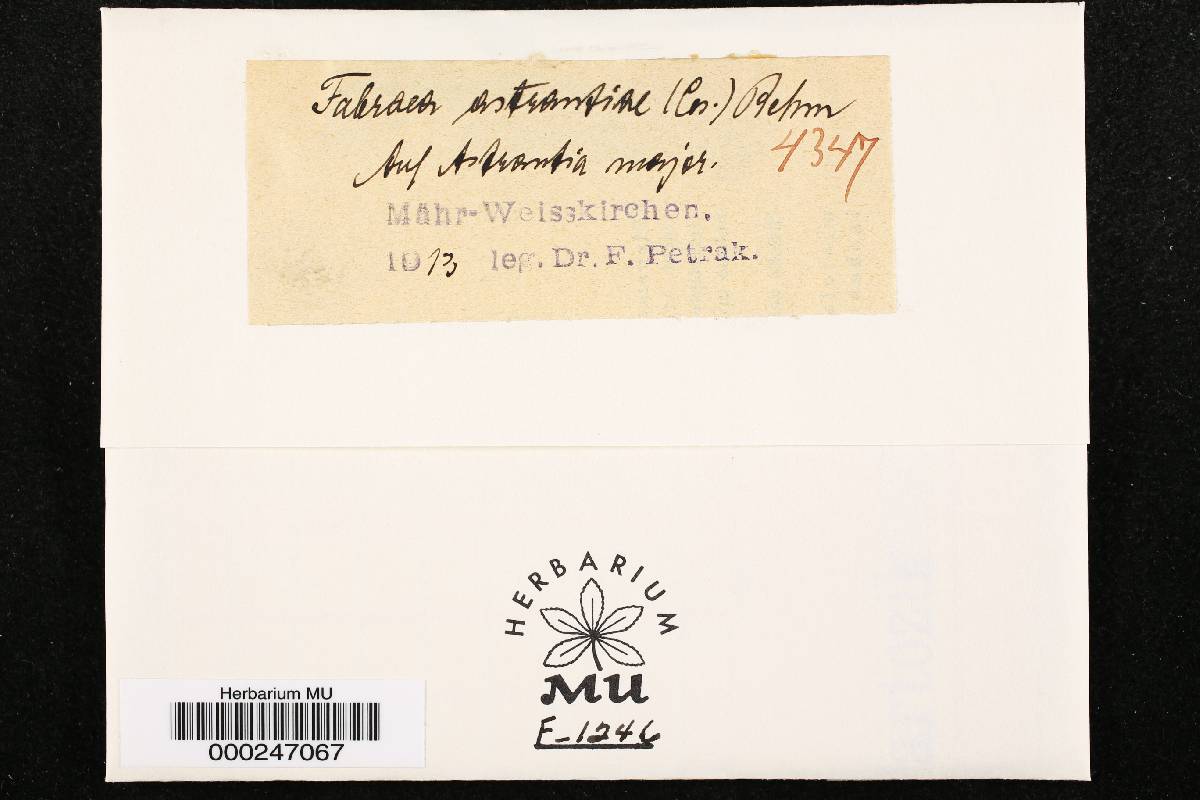 Fabraea astrantiae (Ces.) Rehm
Auf Astrantia major.
4347
Mähr-Weisskirchen.
1913 leg. Dr. F. Petrak.
HERBARIUM
MU
F-1246
Herbarium MU
000247067